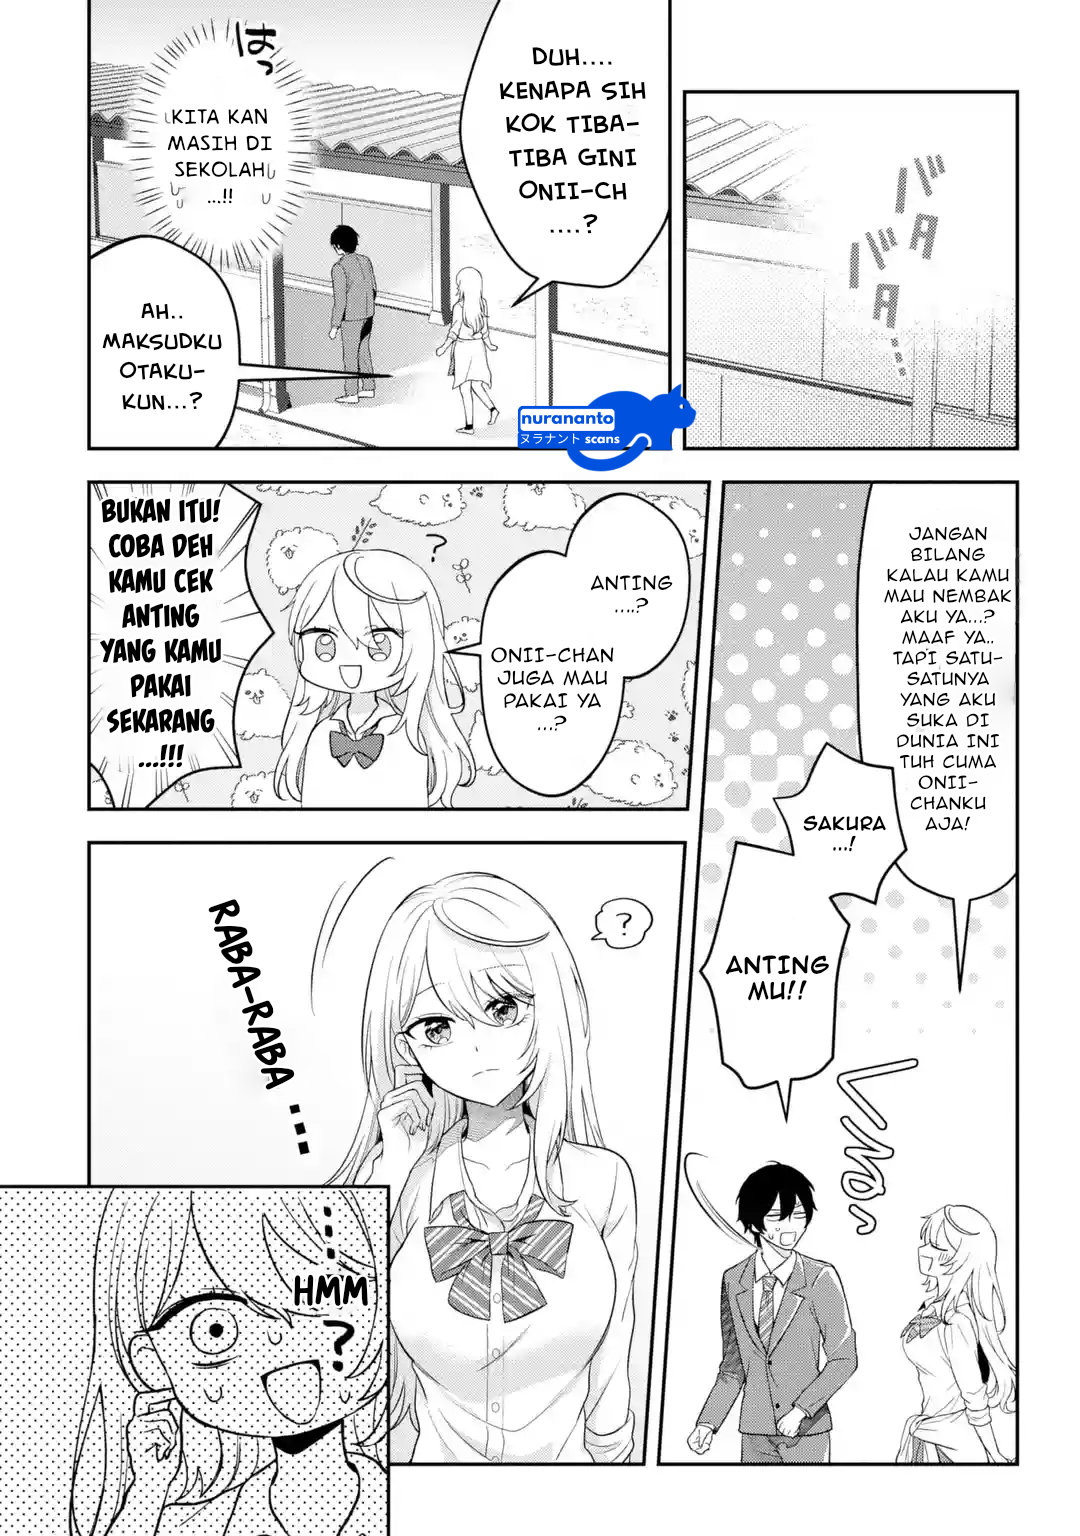 バタ
バタ...
DUH....
KENAPA SIH
KOK TIBA-
TIBA GINI
ONII-CH
....?
はっ
KITA KAN
MASIH DI
SEKOLAH
...!!
AH..
MAKSUDKU
OTAKU-
KUN...?
nurananto
ヌラナント scans
JANGAN
BILANG
KALAU KAMU
MAU NEMBAK
AKU YA...?
MAAF YA..
TAPI SATU-
SATUNYA
YANG AKU
SUKA DI
DUNIA INI
TUH CUMA
ONII-
CHANKU
AJA!
SAKURA
...!
ANTING
MU!!
ANTING
....?
ONII-CHAN
JUGA MAU
PAKAI YA
...?
?
BUKAN ITU!
COBA DEH
KAMU CEK
ANTING
YANG KAMU
PAKAI
SEKARANG
...!!!
?
RABA-RABA
...
...
HMM
?